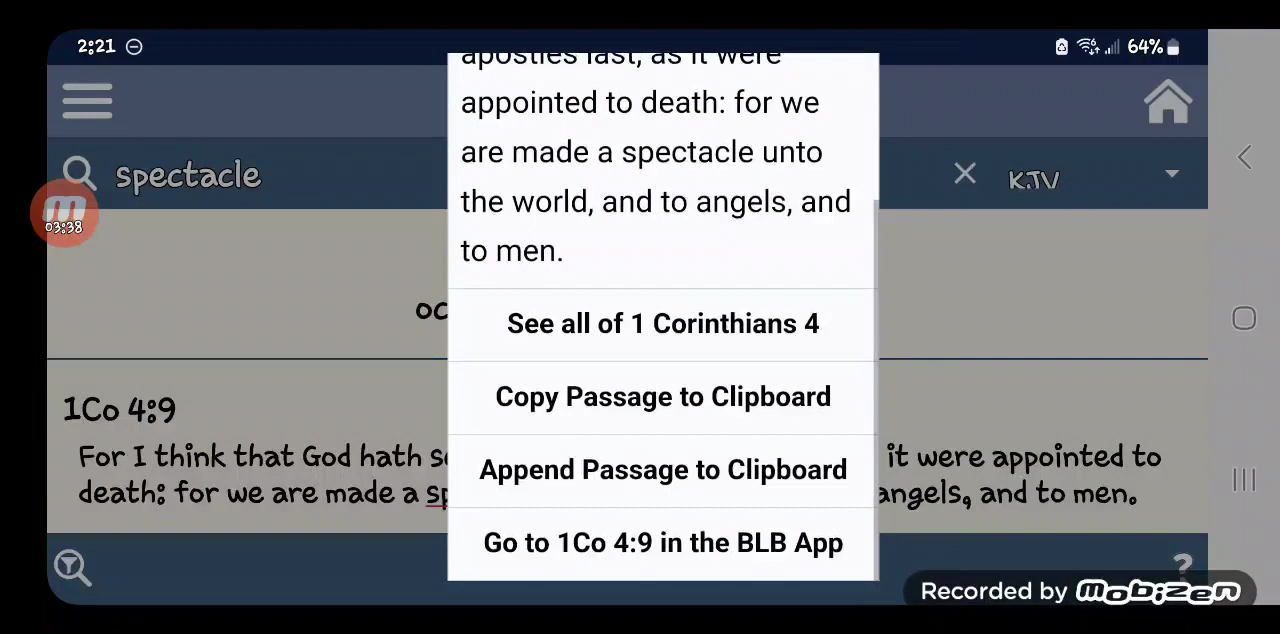 2:21
64%
apostles last, as it were
appointed to death: for we
are made a spectacle unto
the world, and to angels, and
to men.
spectacle
KJV
03:38
See all of 1 Corinthians 4
Copy Passage to Clipboard
Append Passage to Clipboard
Go to 1Co 4:9 in the BLB App
1Co 4:9
For I think that God hath it were appointed to
death: for we are made a angels, and to men.
?
Recorded by Mobizen